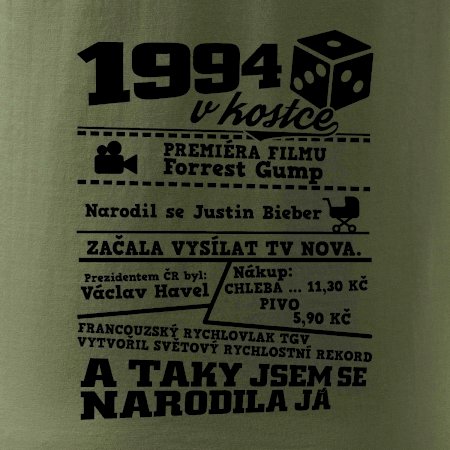 1994
v kostce
PREMIÉRA FILMU
Forrest Gump
Narodil se Justin Bieber
ZAČALA VYSÍLAT TV NOVA.
Prezidentem ČR byl:
Václav Havel
Nákup:
CHLEBA ... 11,30 KČ
PIVO
5,90 KČ
FRANCOUZSKÝ RYCHLOVLAK TGV
VYTVOŘIL SVĚTOVÝ RYCHLOSTNÍ REKORD
A TAKY JSEM SE
NARODILA JÁ